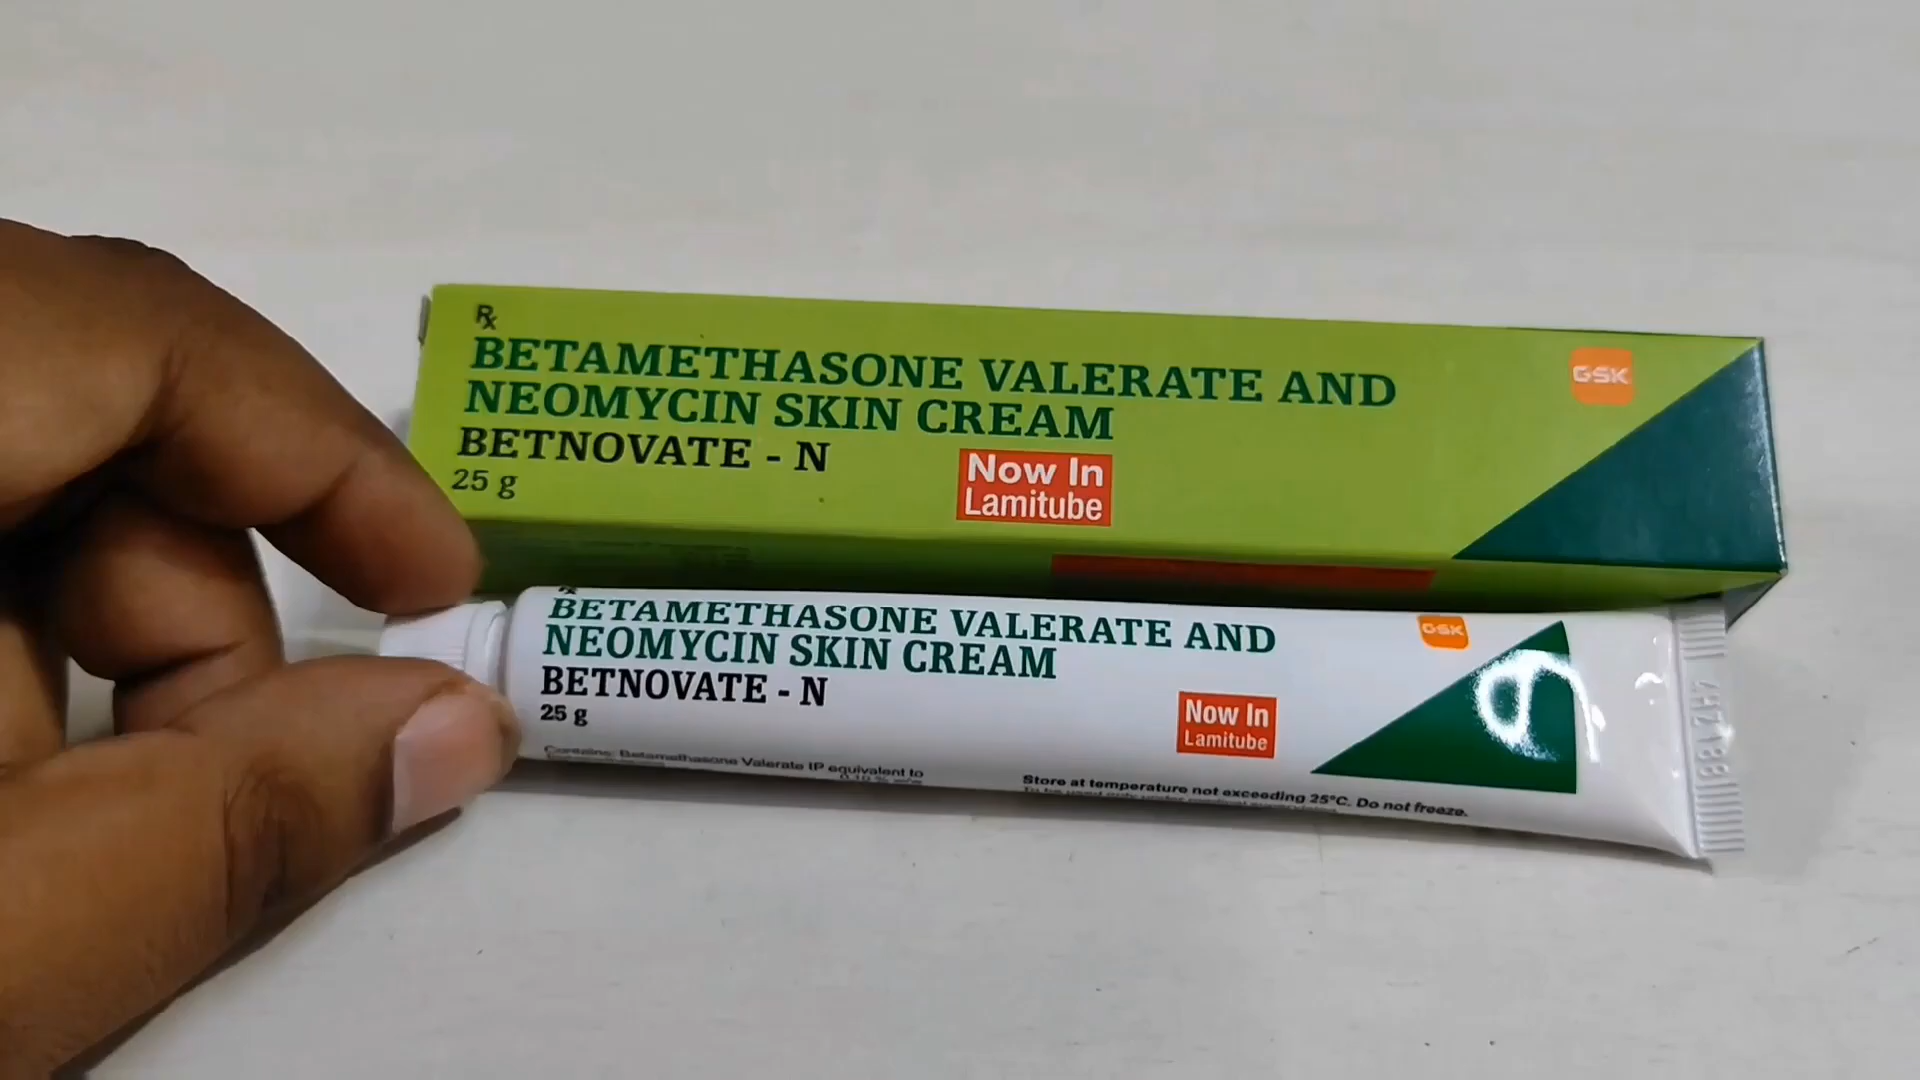 Rx
BETAMETHASONE VALERATE AND
NEOMYCIN SKIN CREAM
BETNOVATE - N
25 g
Now In
Lamitube
GSK
BETAMETHASONE VALERATE AND
NEOMYCIN SKIN CREAM
BETNOVATE - N
25 g
Now In
Lamitube
GSK
Contains: Betamethasone Valerate IP equivalent to
Store at temperature not exceeding 25°C. Do not freeze.